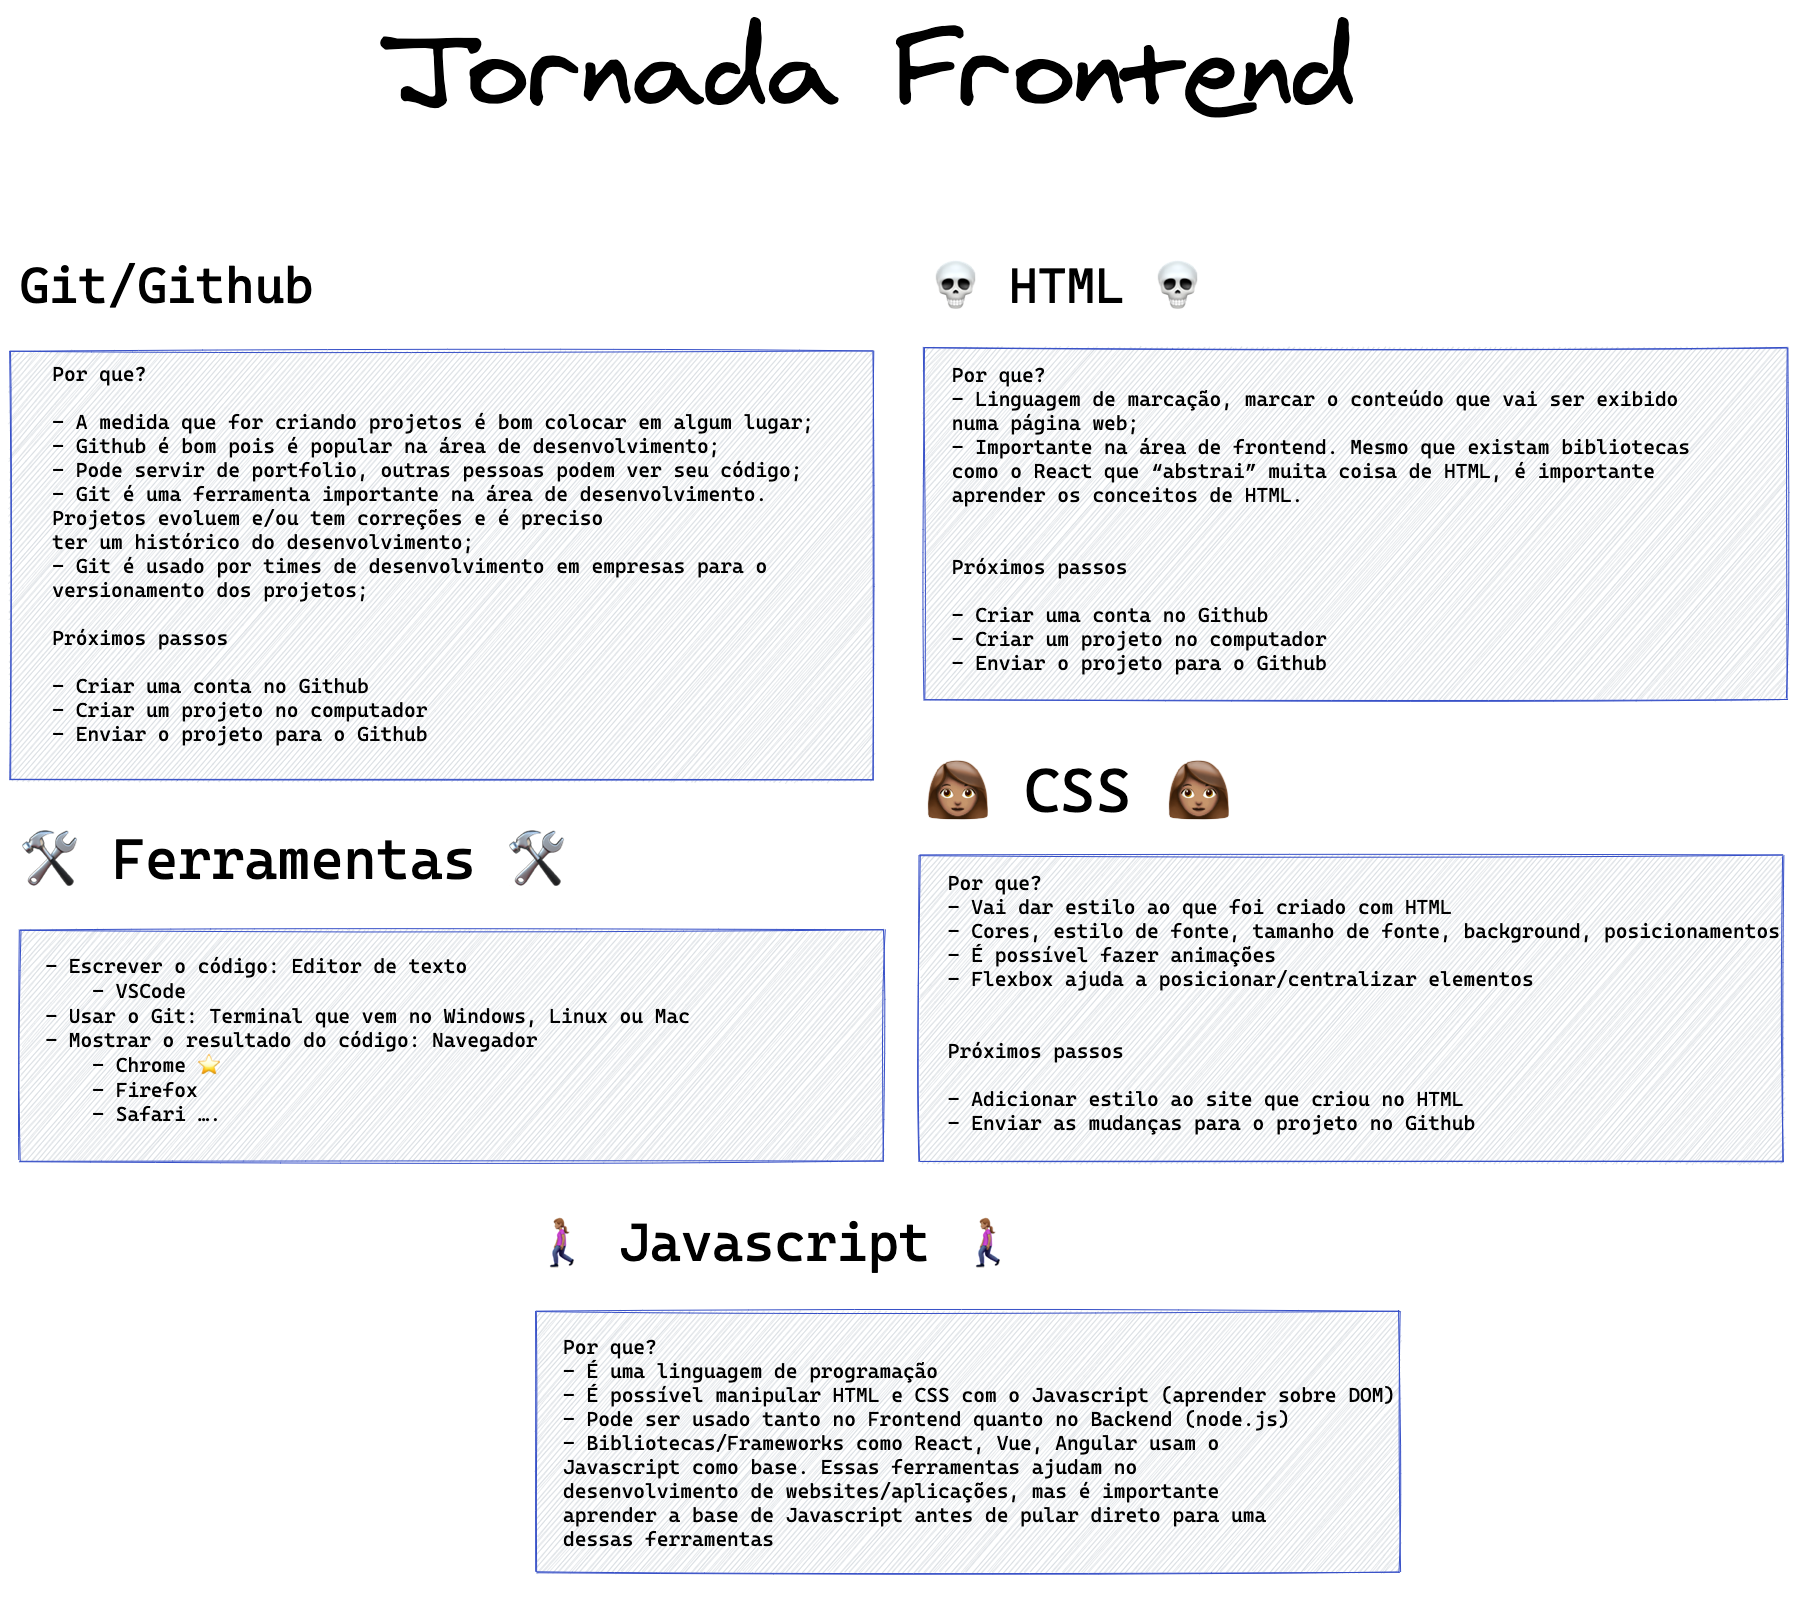 Jornada Frontend
Git/Github
Por que?
- A medida que for criando projetos é bom colocar em algum lugar;
- Github é bom pois é popular na área de desenvolvimento;
- Pode servir de portfolio, outras pessoas podem ver seu código;
- Git é uma ferramenta importante na área de desenvolvimento.
Projetos evoluem e/ou tem correções e é preciso
ter um histórico do desenvolvimento;
- Git é usado por times de desenvolvimento em empresas para o
versionamento dos projetos;
Próximos passos
- Criar uma conta no Github
- Criar um projeto no computador
- Enviar o projeto para o Github
🛠️ Ferramentas 🛠️
- Escrever o código: Editor de texto
- VSCode
- Usar o Git: Terminal que vem no Windows, Linux ou Mac
- Mostrar o resultado do código: Navegador
- Chrome ⭐
- Firefox
- Safari ….
💀 HTML 💀
Por que?
- Linguagem de marcação, marcar o conteúdo que vai ser exibido
numa página web;
- Importante na área de frontend. Mesmo que existam bibliotecas
como o React que “abstrai” muita coisa de HTML, é importante
aprender os conceitos de HTML.
Próximos passos
- Criar uma conta no Github
- Criar um projeto no computador
- Enviar o projeto para o Github
👩🏽 CSS 👩🏽
Por que?
- Vai dar estilo ao que foi criado com HTML
- Cores, estilo de fonte, tamanho de fonte, background, posicionamentos
- É possível fazer animações
- Flexbox ajuda a posicionar/centralizar elementos
Próximos passos
- Adicionar estilo ao site que criou no HTML
- Enviar as mudanças para o projeto no Github
🚶🏽‍♀️ Javascript 🚶🏽‍♀️
Por que?
- É uma linguagem de programação
- É possível manipular HTML e CSS com o Javascript (aprender sobre DOM)
- Pode ser usado tanto no Frontend quanto no Backend (node.js)
- Bibliotecas/Frameworks como React, Vue, Angular usam o
Javascript como base. Essas ferramentas ajudam no
desenvolvimento de websites/aplicações, mas é importante
aprender a base de Javascript antes de pular direto para uma
dessas ferramentas